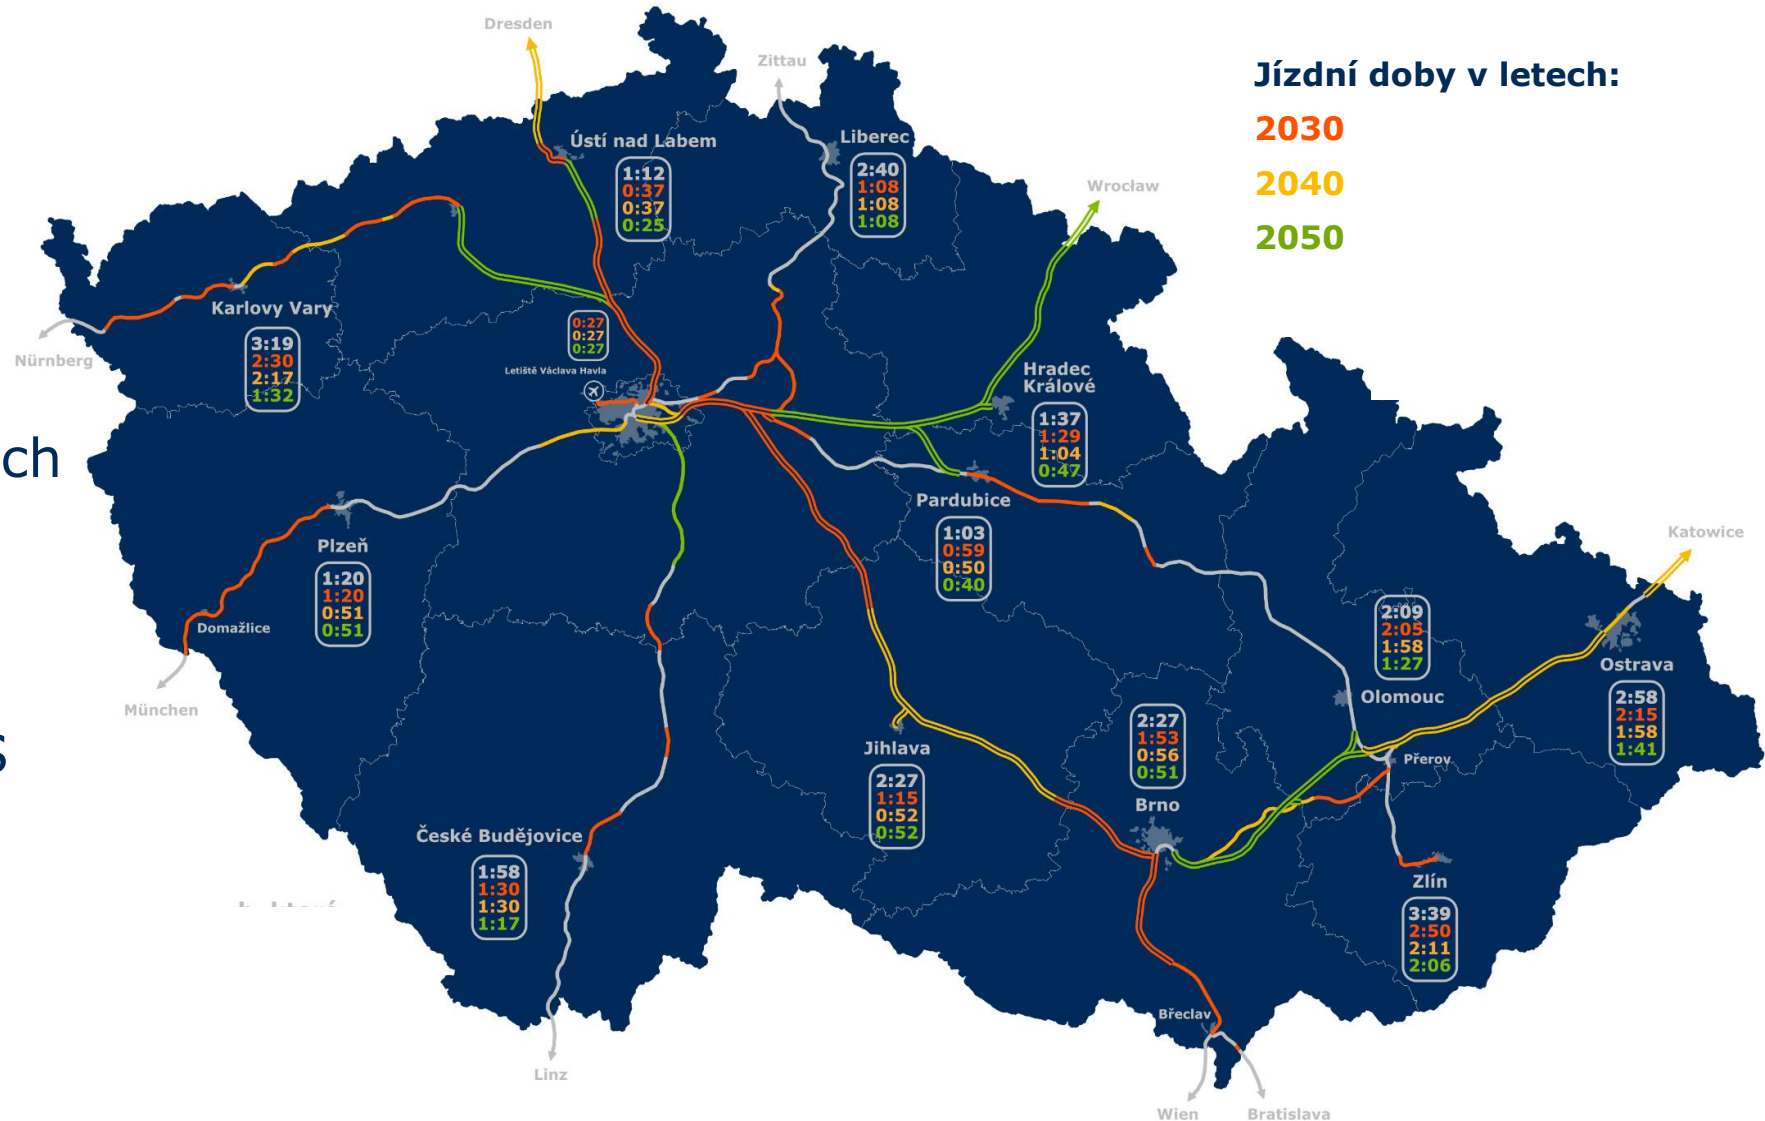 Jízdní doby v letech:
2030
2040
2050
Dresden
Zittau
Ústí nad Labem
1:12
0:37
0:37
0:25
Liberec
2:40
1:08
1:08
1:08
Wrocław
Karlovy Vary
3:19
2:30
2:17
1:32
Nürnberg
0:27
0:27
0:27
Letiště Václava Havla
Hradec
Králové
1:37
1:29
1:04
0:47
ch
Pardubice
1:03
0:59
0:50
0:40
Plzeň
1:20
1:20
0:51
0:51
Domažlice
München
Katowice
2:09
2:05
1:58
1:27
Olomouc
Ostrava
2:58
2:15
1:58
1:41
s
Jihlava
2:27
1:15
0:52
0:52
2:27
1:53
0:56
0:51
Brno
Přerov
České Budějovice
1:58
1:30
1:30
1:17
Zlín
3:39
2:50
2:11
2:06
Břeclav
Linz
Wien
Bratislava